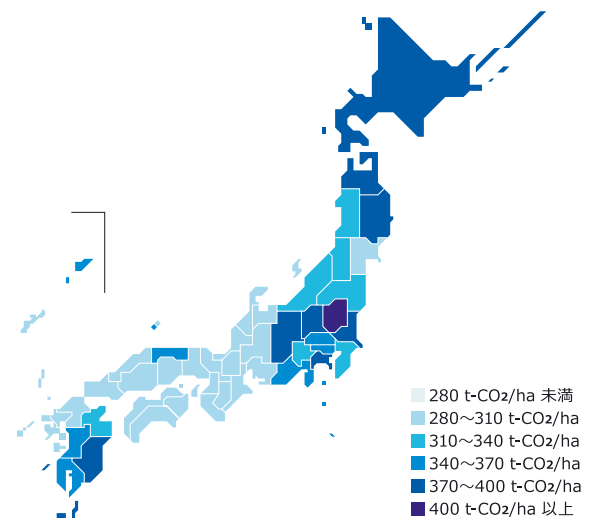 280 t-CO2/ha 未満
280～310 t-CO2/ha
310～340 t-CO2/ha
340～370 t-CO2/ha
370～400 t-CO2/ha
400 t-CO2/ha 以上